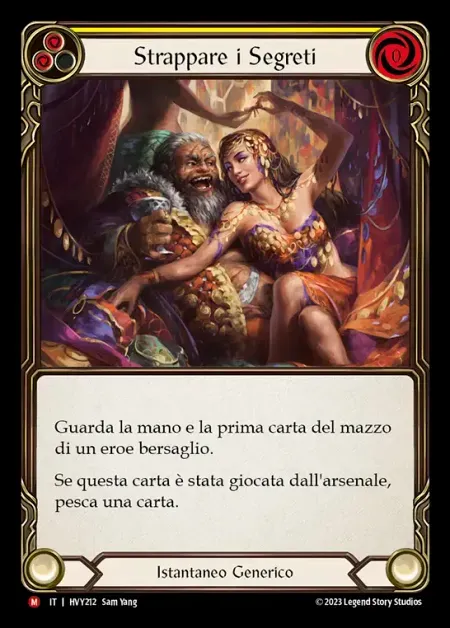 Strappare i Segreti
0
Guarda la mano e la prima carta del mazzo
di un eroe bersaglio.
Se questa carta è stata giocata dall'arsenale,
pesca una carta.
Istantaneo Generico
M IT | HVY212 Sam Yang
© 2023 Legend Story Studios